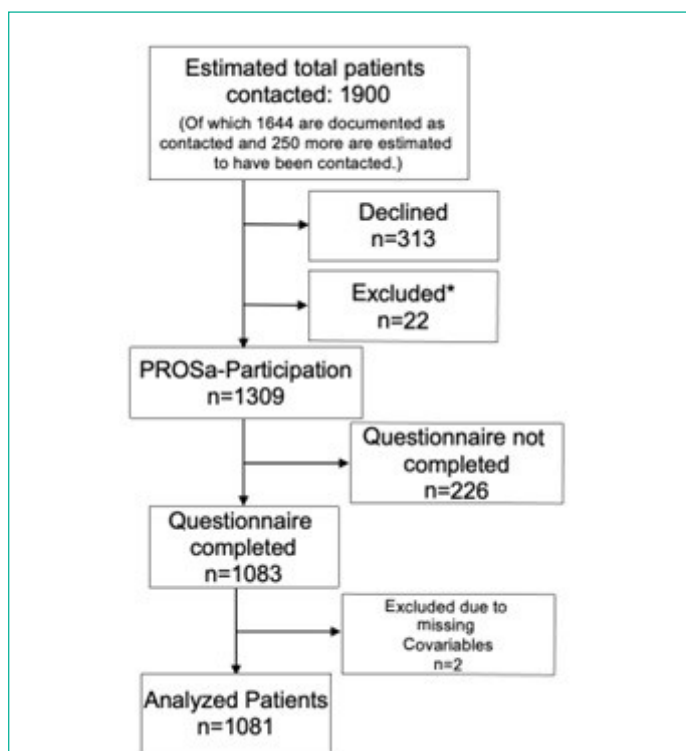 Estimated total patients
contacted: 1900
(Of which 1644 are documented as
contacted and 250 more are estimated
to have been contacted.)
Declined
n=313
Excluded*
n=22
PROSa-Participation
n=1309
Questionnaire not
completed
n=226
Questionnaire
completed
n=1083
Excluded due to
missing
Covariables
n=2
Analyzed Patients
n=1081